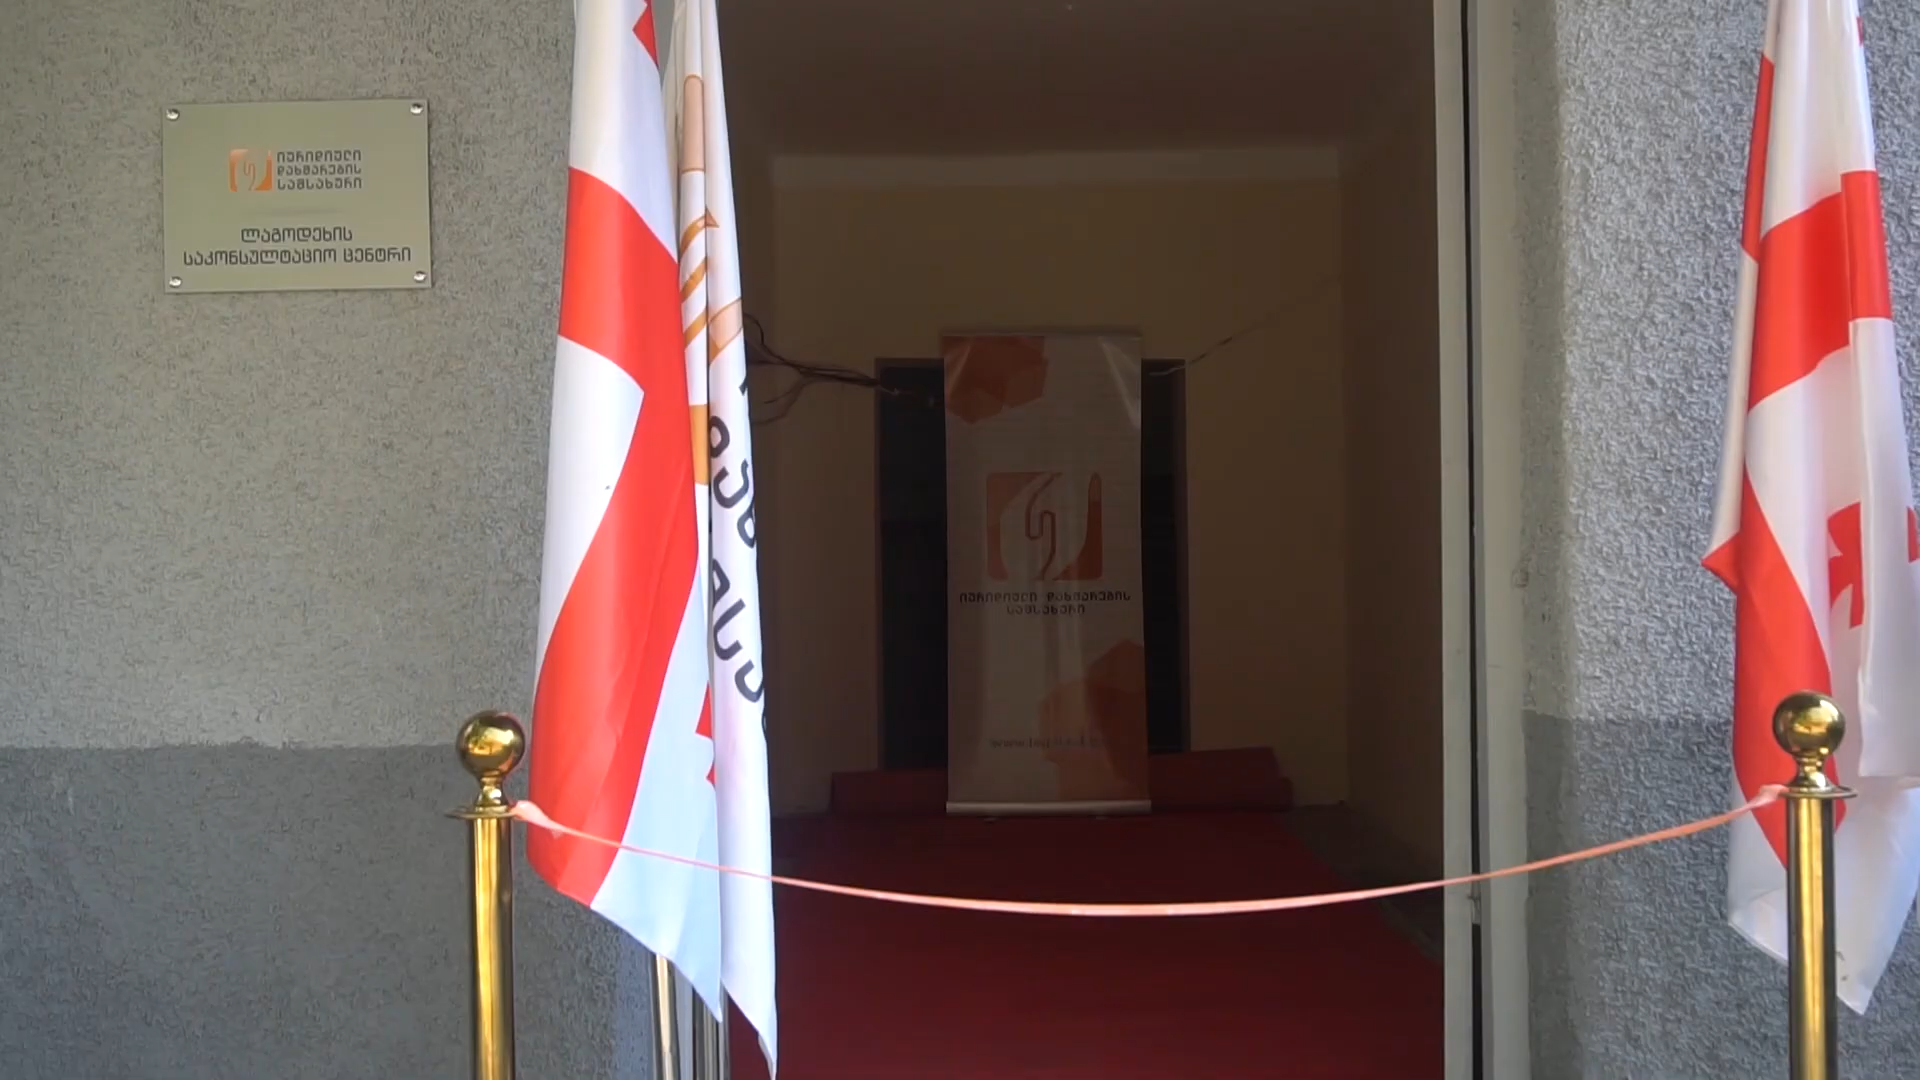 იურიდიული
დახმარების
სამსახური
ლაგოდეხის
საკონსულტაციო ცენტრი
იურიდიული დახმარების
სამსახური